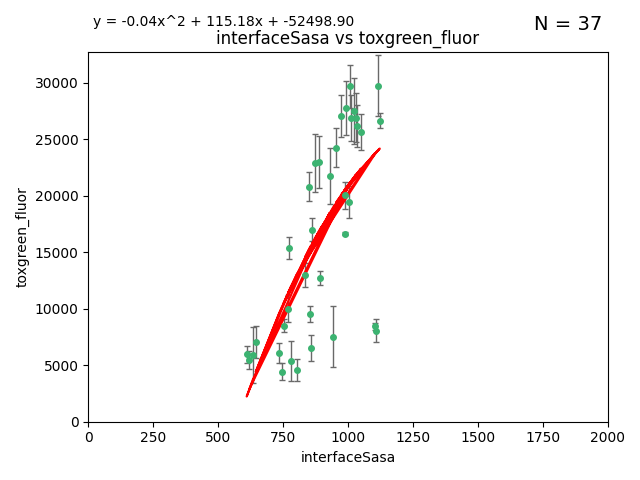 y = -0.04x^2 + 115.18x + -52498.90
N = 37
interfaceSasa vs toxgreen_fluor
30000
25000
20000
15000
10000
5000
0
toxgreen_fluor
0 250 500 750 1000 1250 1500 1750 2000
interfaceSasa